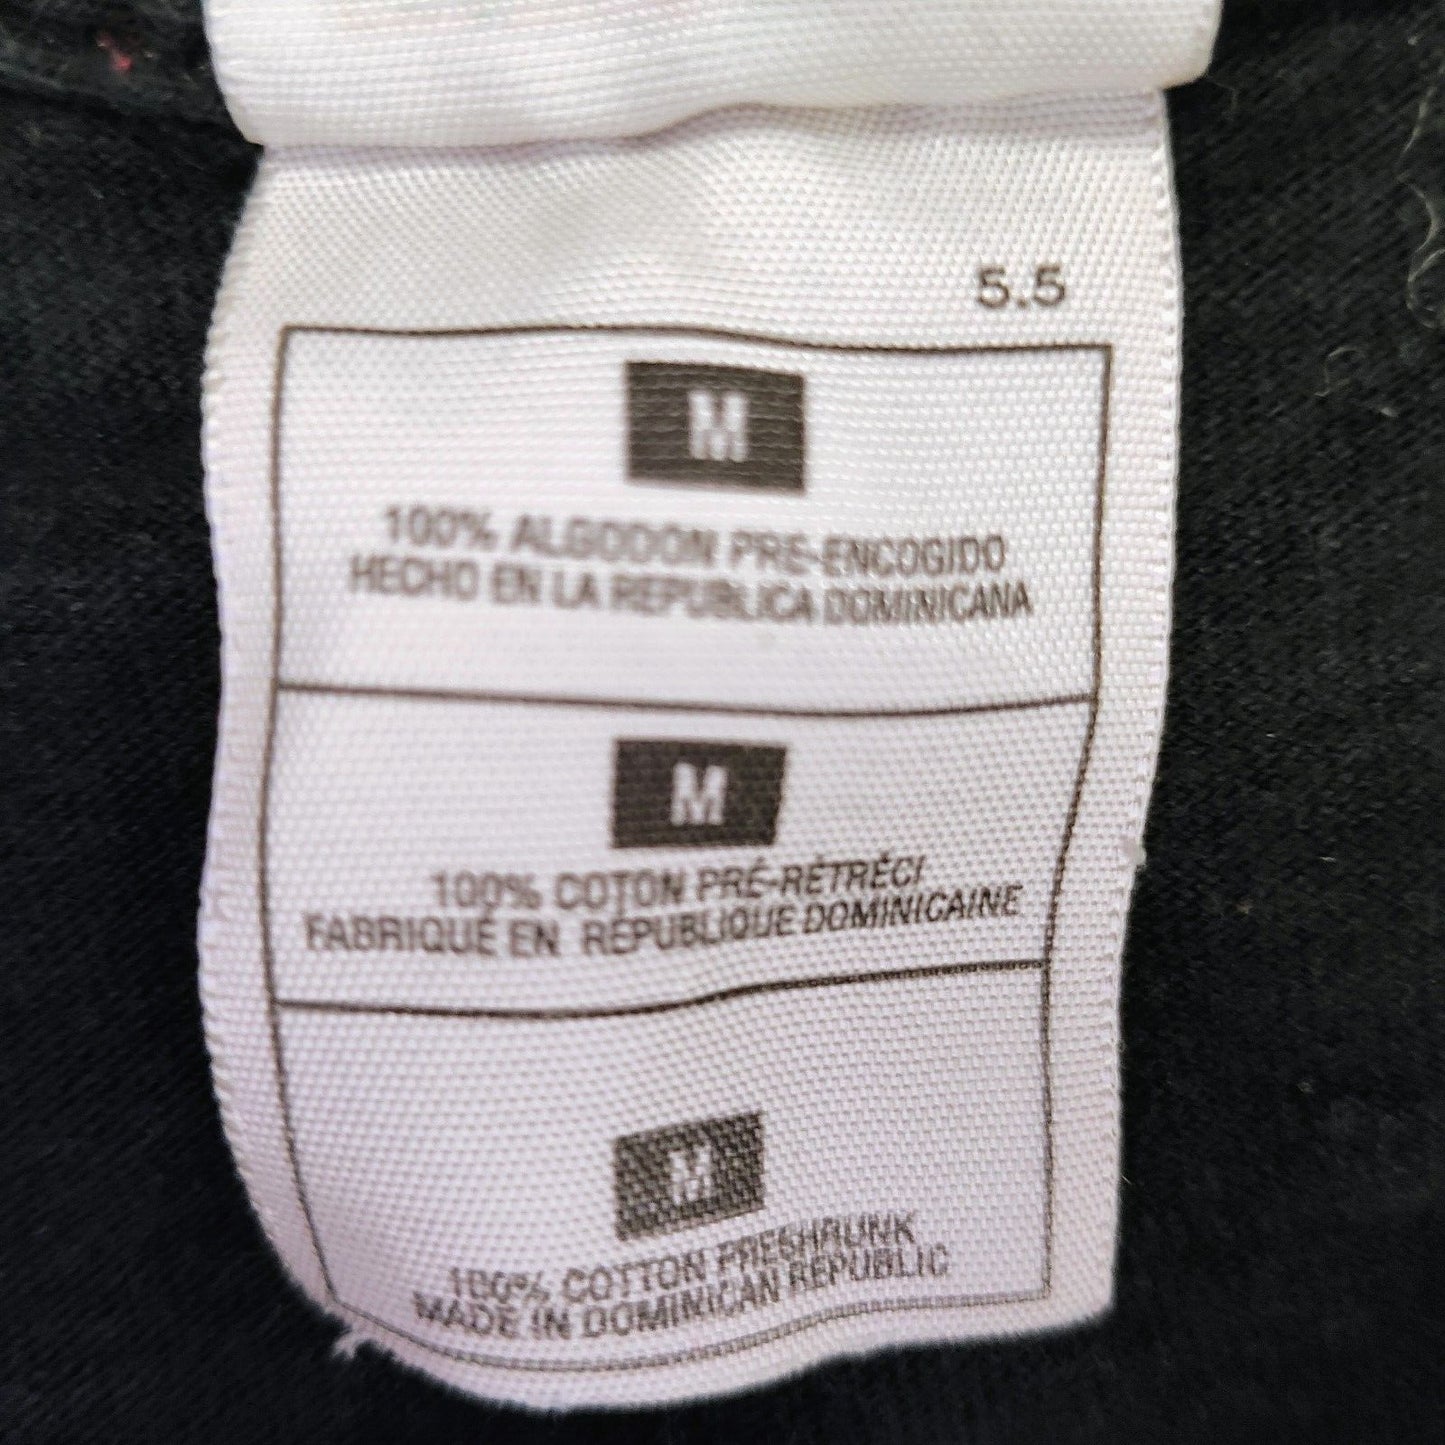 5.5
M
100% ALGODON PRE-ENCOGIDO
HECHO EN LA REPUBLICA DOMINICANA
M
100% COTON PRÉ-RÉTRÉCI
FABRIQUÉ EN RÉPUBLIQUE DOMINICAINE
M
100% COTTON PRESHRUNK
MADE IN DOMINICAN REPUBLIC